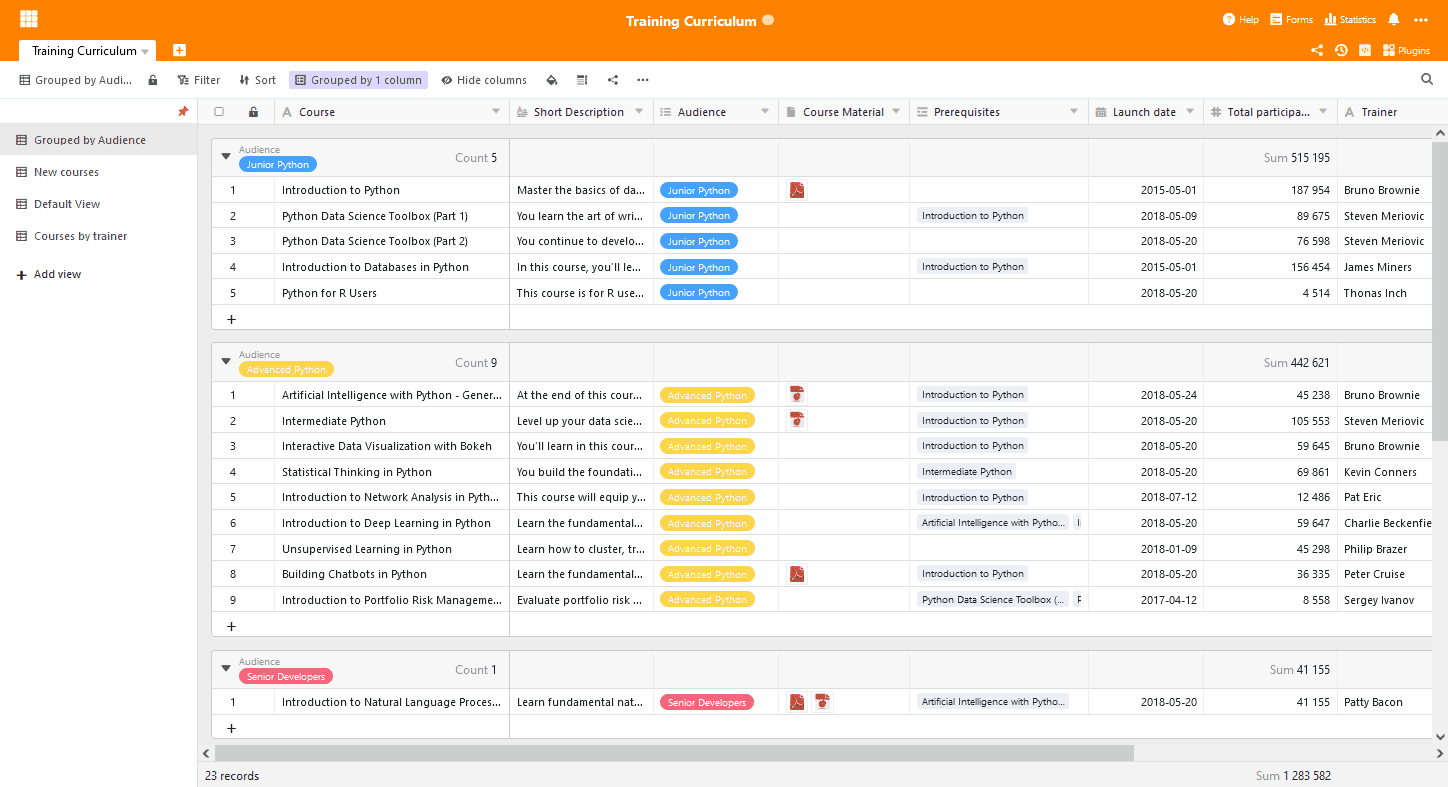 Training Curriculum
Help Forms Statistics
Training Curriculum
Plugins
Grouped by Audi... Filter Sort Grouped by 1 column Hide columns
Grouped by Audience
New courses
Default View
Courses by trainer
Add view
Course Short Description Audience Course Material Prerequisites Launch date Total participa... Trainer
Audience
Junior Python Count 5 Sum 515 195
1 Introduction to Python Master the basics of da... Junior Python 2015-05-01 187 954 Bruno Brownie
2 Python Data Science Toolbox (Part 1) You learn the art of wri... Junior Python Introduction to Python 2018-05-09 89 675 Steven Meriovic
3 Python Data Science Toolbox (Part 2) You continue to develo... Junior Python 2018-05-20 76 598 Steven Meriovic
4 Introduction to Databases in Python In this course, you'll le... Junior Python Introduction to Python 2015-05-01 156 454 James Miners
5 Python for R Users This course is for R use... Junior Python 2018-05-20 4 514 Thonas Inch
Audience
Advanced Python Count 9 Sum 442 621
1 Artificial Intelligence with Python - Gener... At the end of this cour... Advanced Python Introduction to Python 2018-05-24 45 238 Bruno Brownie
2 Intermediate Python Level up your data scie... Advanced Python Introduction to Python 2018-05-20 105 553 Steven Meriovic
3 Interactive Data Visualization with Bokeh You'll learn in this cour... Advanced Python Introduction to Python 2018-05-20 59 645 Bruno Brownie
4 Statistical Thinking in Python You build the foundati... Advanced Python Intermediate Python 2018-05-20 69 861 Kevin Conners
5 Introduction to Network Analysis in Pyth... This course will equip y... Advanced Python Introduction to Python 2018-07-12 12 486 Pat Eric
6 Introduction to Deep Learning in Python Learn the fundamental... Advanced Python Artificial Intelligence with Pytho... 2018-05-20 59 647 Charlie Beckenfie
7 Unsupervised Learning in Python Learn how to cluster, tr... Advanced Python 2018-01-09 45 298 Philip Brazer
8 Building Chatbots in Python Learn the fundamental... Advanced Python Introduction to Python 2018-05-20 36 335 Peter Cruise
9 Introduction to Portfolio Risk Manageme... Evaluate portfolio risk ... Advanced Python Python Data Science Toolbox (... 2017-04-12 8 558 Sergey Ivanov
Audience
Senior Developers Count 1 Sum 41 155
1 Introduction to Natural Language Proces... Learn fundamental nat... Senior Developers Artificial Intelligence with Pytho... 2018-05-20 41 155 Patty Bacon
23 records Sum 1 283 582